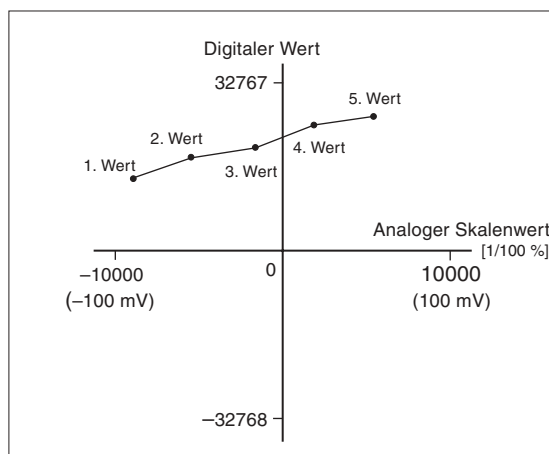 Digitaler Wert
32767
5. Wert
2. Wert
4. Wert
1. Wert
3. Wert
Analoger Skalenwert
[1/100 %]
–10000
0
10000
(–100 mV)
(100 mV)
–32768